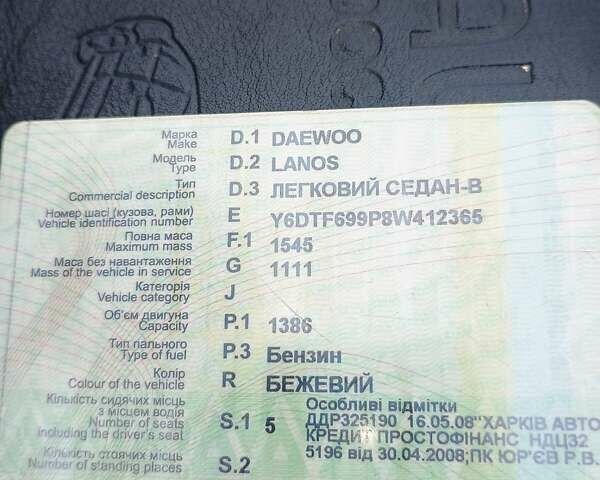 Марка D.1 DAEWOO
Make
Модель D.2 LANOS
Type
Тип D.3 ЛЕГКОВИЙ СЕДАН-В
Commercial description
Номер шасі (кузова, рами) E Y6DTF699P8W412365
Vehicle identification number
Повна маса F.1 1545
Maximum mass
Маса без навантаження G 1111
Mass of the vehicle in service
Категорія J
Vehicle category
Об'єм двигуна P.1 1386
Capacity
Тип пального P.3 Бензин
Type of fuel
Колір R БЕЖЕВИЙ
Colour of the vehicle
Кількість сидячих місць
з місцем водія
Number of seats
including the driver's seat
S.1 5
Особливі відмітки
ДДР325190 16.05.08"ХАРКІВ АВТО
КРЕДИТ ПРОСТОФІНАНС НДЦ32
5196 від 30.04.2008;ПК ЮР'ЄВ Р.В.
Кількість стоячих місць S.2
Number of standing places